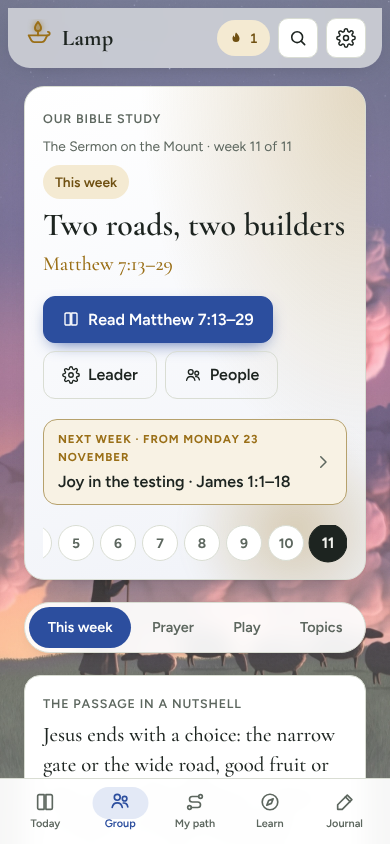 Lamp
1
OUR BIBLE STUDY
The Sermon on the Mount · week 11 of 11
This week
Two roads, two builders
Matthew 7:13–29
Read Matthew 7:13–29
Leader
People
NEXT WEEK · FROM MONDAY 23
NOVEMBER
Joy in the testing · James 1:1–18
5 6 7 8 9 10 11
This week Prayer Play Topics
THE PASSAGE IN A NUTSHELL
Jesus ends with a choice: the narrow
gate or the wide road, good fruit or
Today Group My path Learn Journal